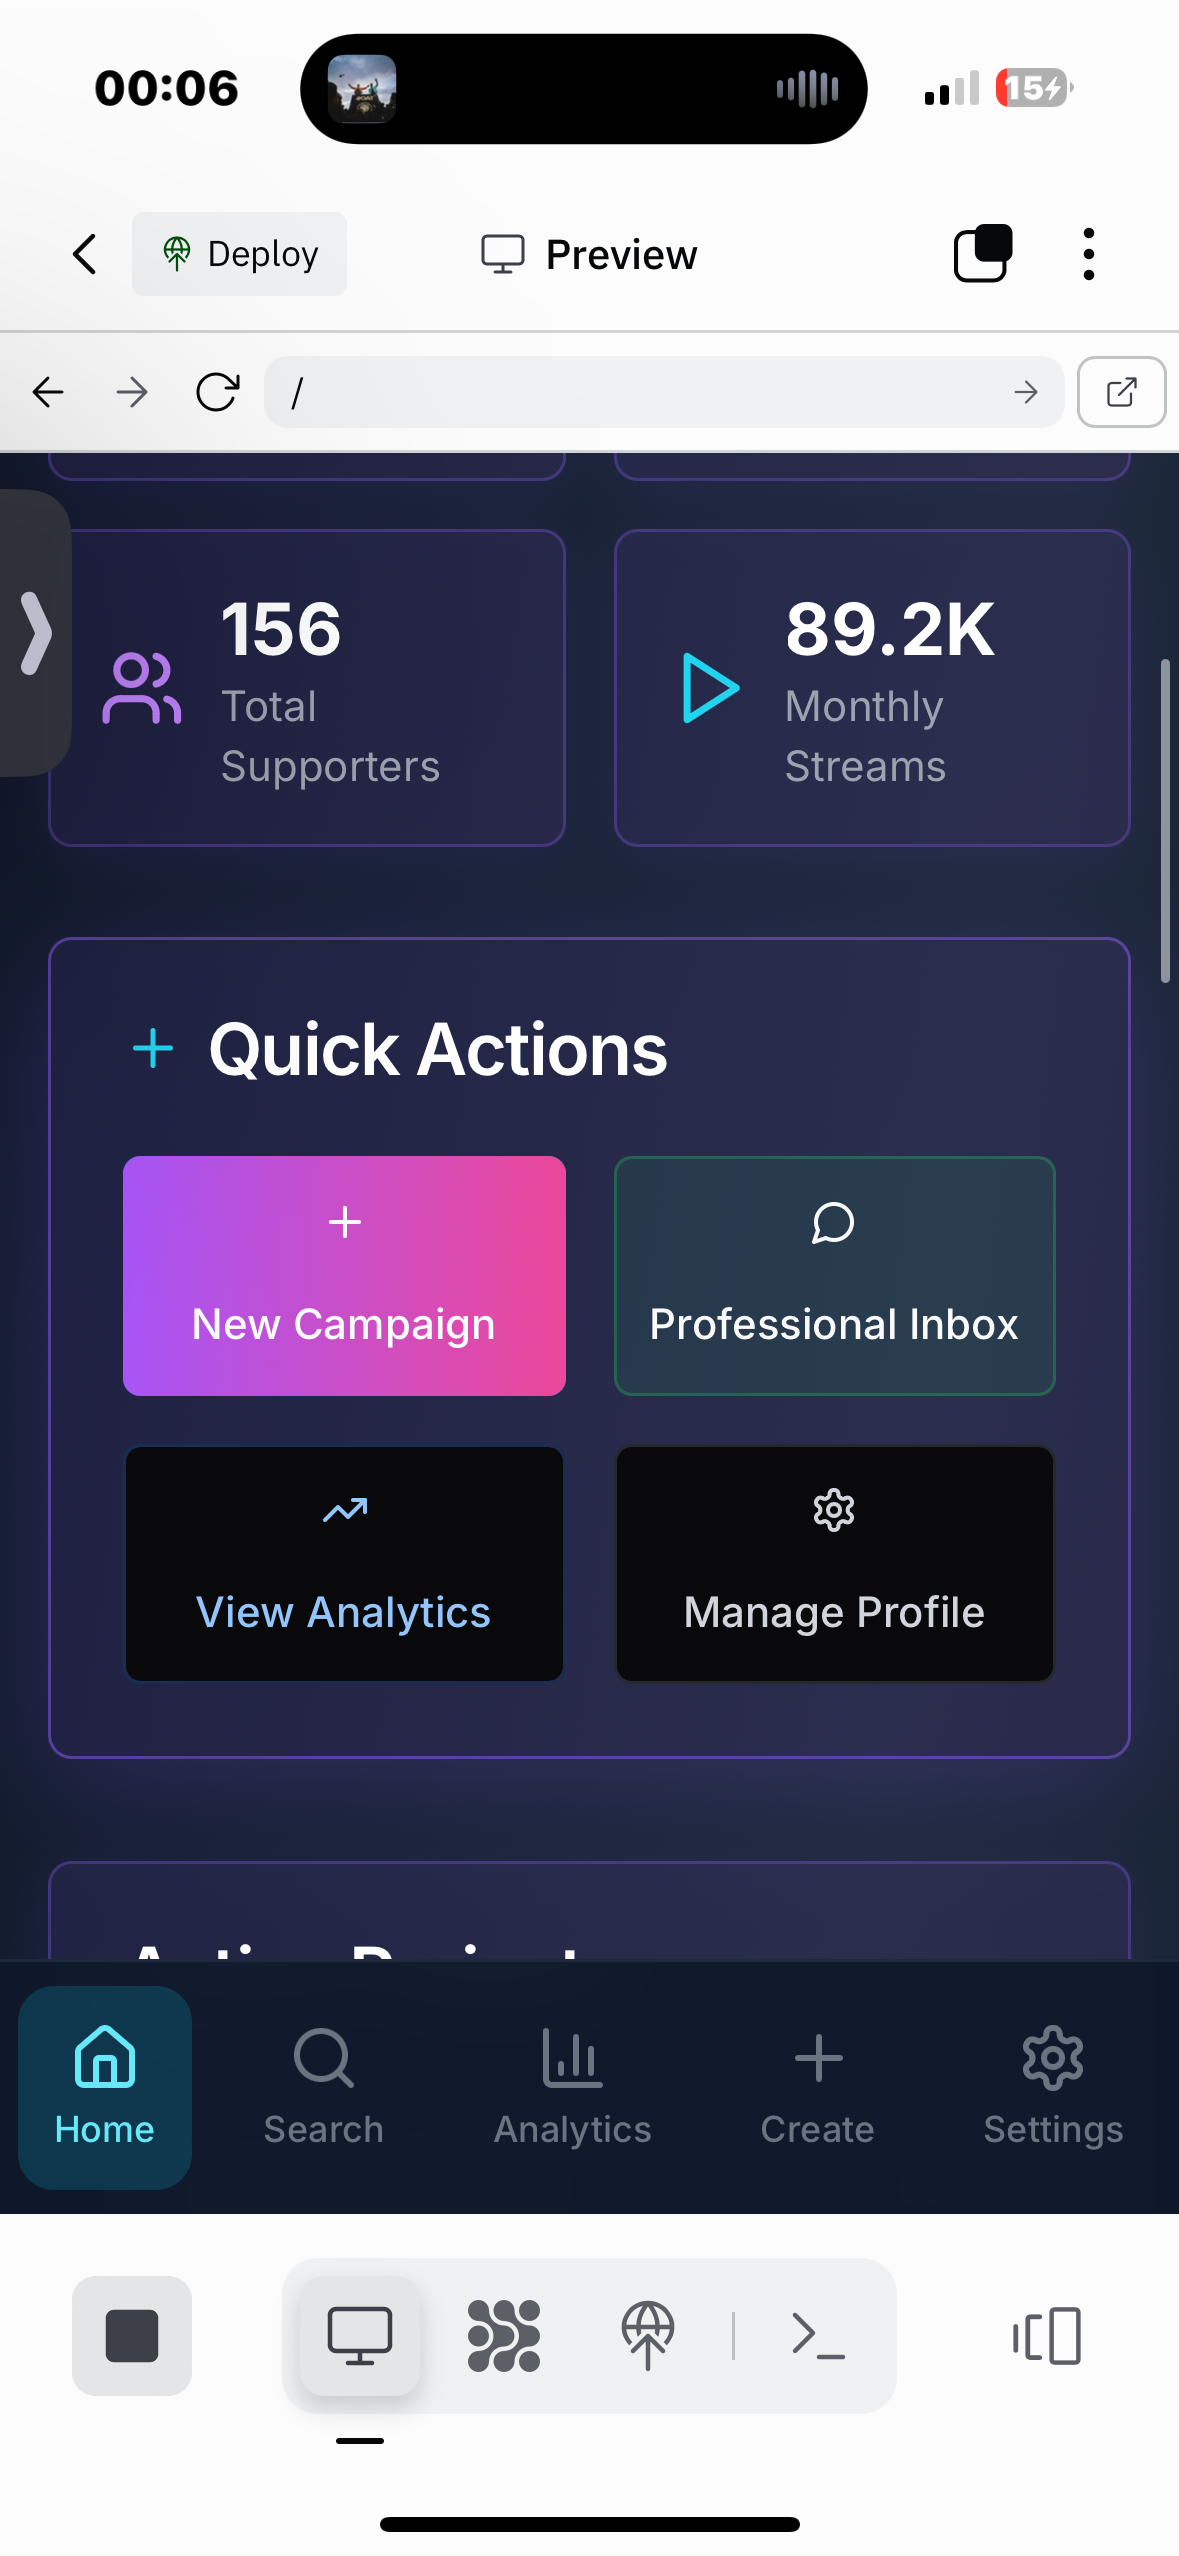 00:06
15
Deploy
Preview
/
156
Total
Supporters
89.2K
Monthly
Streams
Quick Actions
New Campaign
Professional Inbox
View Analytics
Manage Profile
Home
Search
Analytics
Create
Settings